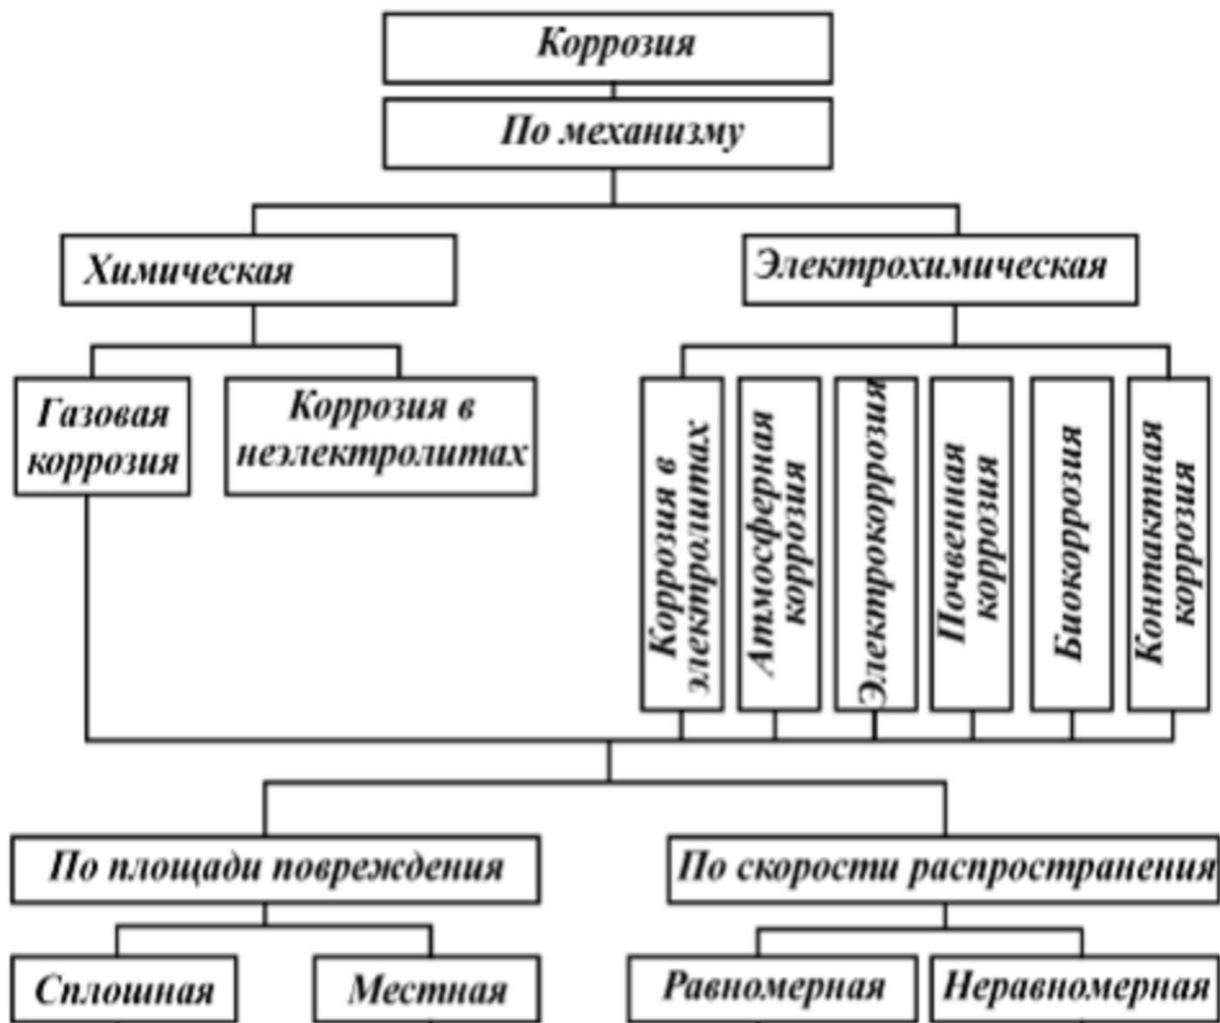 Коррозия
По механизму
Химическая
Электрохимическая
Газовая
коррозия
Коррозия в
неэлектролитах
Коррозия в
электролитах
Атмосферная
коррозия
Электрокоррозия
Почвенная
коррозия
Биокоррозия
Контактная
коррозия
По площади повреждения
По скорости распространения
Сплошная
Местная
Равномерная
Неравномерная